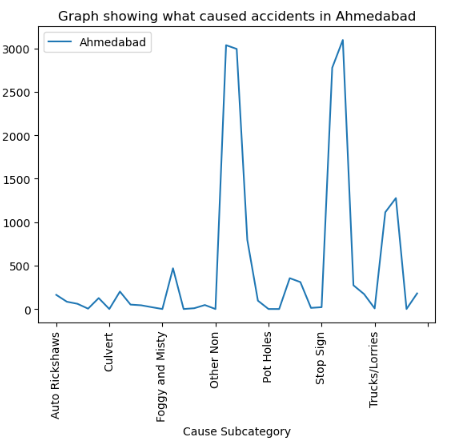 Graph showing what caused accidents in Ahmedabad
Ahmedabad
3000
2500
2000
1500
1000
500
0
Auto Rickshaws
Culvert
Foggy and Misty
Other Non
Pot Holes
Stop Sign
Trucks/Lorries
Cause Subcategory